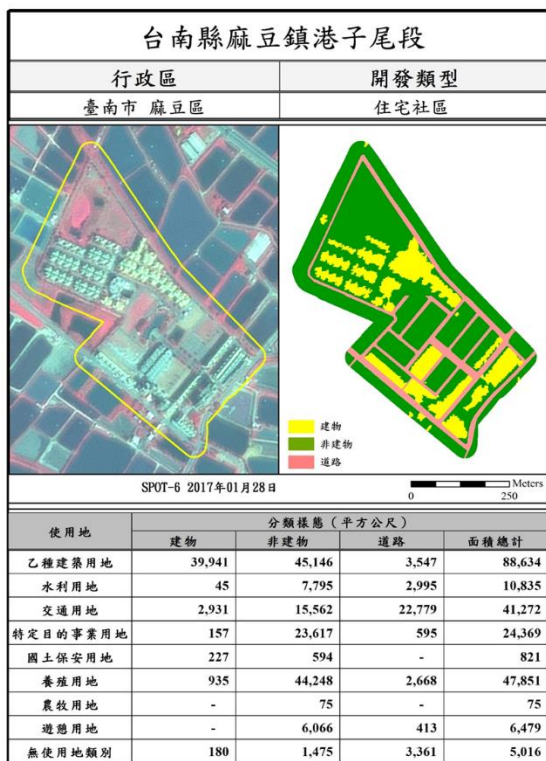 台南縣麻豆鎮港子尾段
行政區 開發類型
臺南市 麻豆區 住宅社區
建物
非建物
道路
SPOT-6 2017年01月28日
Meters
0 250
使用地 分類樣態（平方公尺）
建物 非建物 道路 面積總計
乙種建築用地 39,941 45,146 3,547 88,634
水利用地 45 7,795 2,995 10,835
交通用地 2,931 15,562 22,779 41,272
特定目的事業用地 157 23,617 595 24,369
國土保安用地 227 594 - 821
養殖用地 935 44,248 2,668 47,851
農牧用地 - 75 - 75
遊憩用地 - 6,066 413 6,479
無使用地類別 180 1,475 3,361 5,016